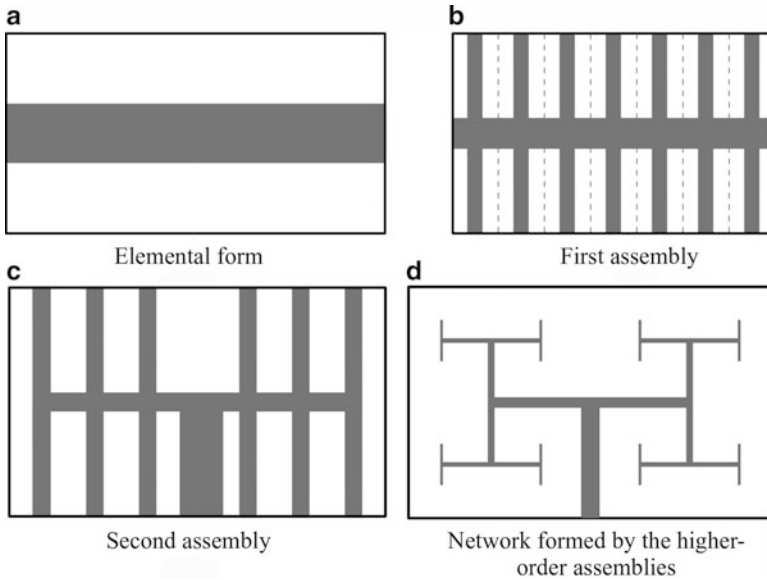 a
b
Elemental form
First assembly
c
d
Second assembly
Network formed by the higher-
order assemblies